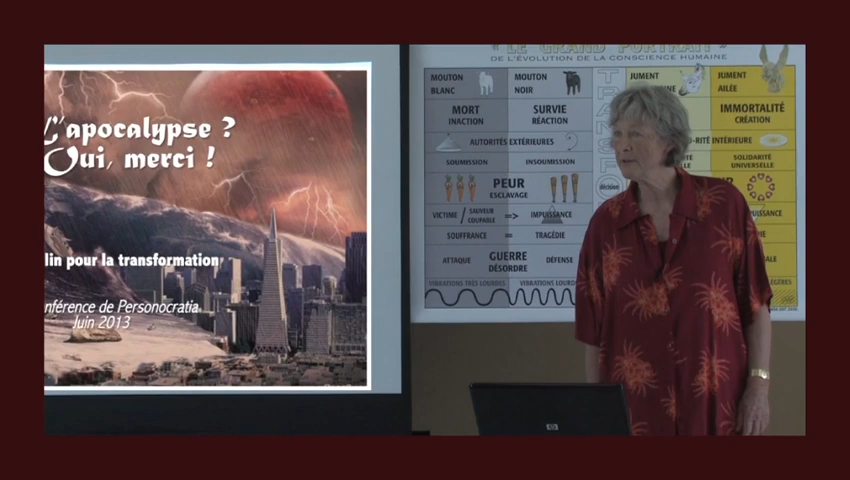 L'apocalypse ?
Oui, merci !
lin pour la transformation
nférence de Personocratia
Juin 2013
"LE GRAND PORTRAIT"
DE L'ÉVOLUTION DE LA CONSCIENCE HUMAINE
MOUTON BLANC
MOUTON NOIR
JUMENT
JUMENT AILÉE
MORT
INACTION
SURVIE
RÉACTION
IMMORTALITÉ
CRÉATION
AUTORITÉS EXTÉRIEURES
RITÉ INTÉRIEURE
SOUMISSION
INSOUMISSION
SOLIDARITÉ UNIVERSELLE
décision
PEUR
ESCLAVAGE
VICTIME / SAUVEUR COUPABLE => IMPUISSANCE
SOUFFRANCE = TRAGÉDIE
ATTAQUE
GUERRE
DÉSORDRE
DÉFENSE
VIBRATIONS TRÈS LOURDES
VIBRATIONS LOURD
hp